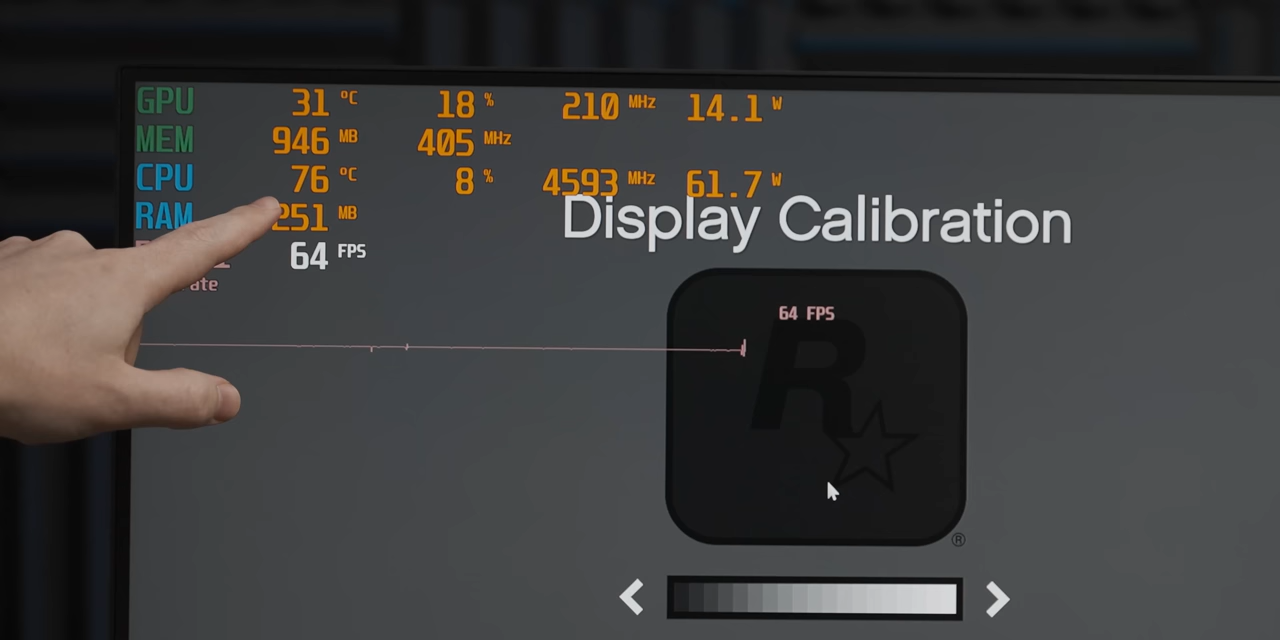 GPU 31 °C 18 % 210 MHz 14.1 W
MEM 946 MB 405 MHz
CPU 76 °C 8 % 4593 MHz 61.7 W
RAM 251 MB
64 FPS
Display Calibration
64 FPS
R
®